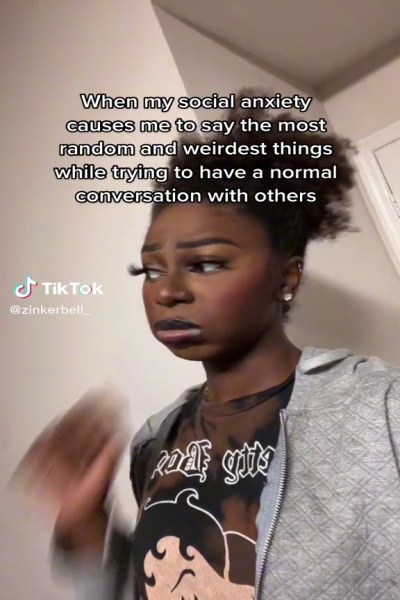 When my social anxiety
causes me to say the most
random and weirdest things
while trying to have a normal
conversation with others
TikTok
@zinkerbell_